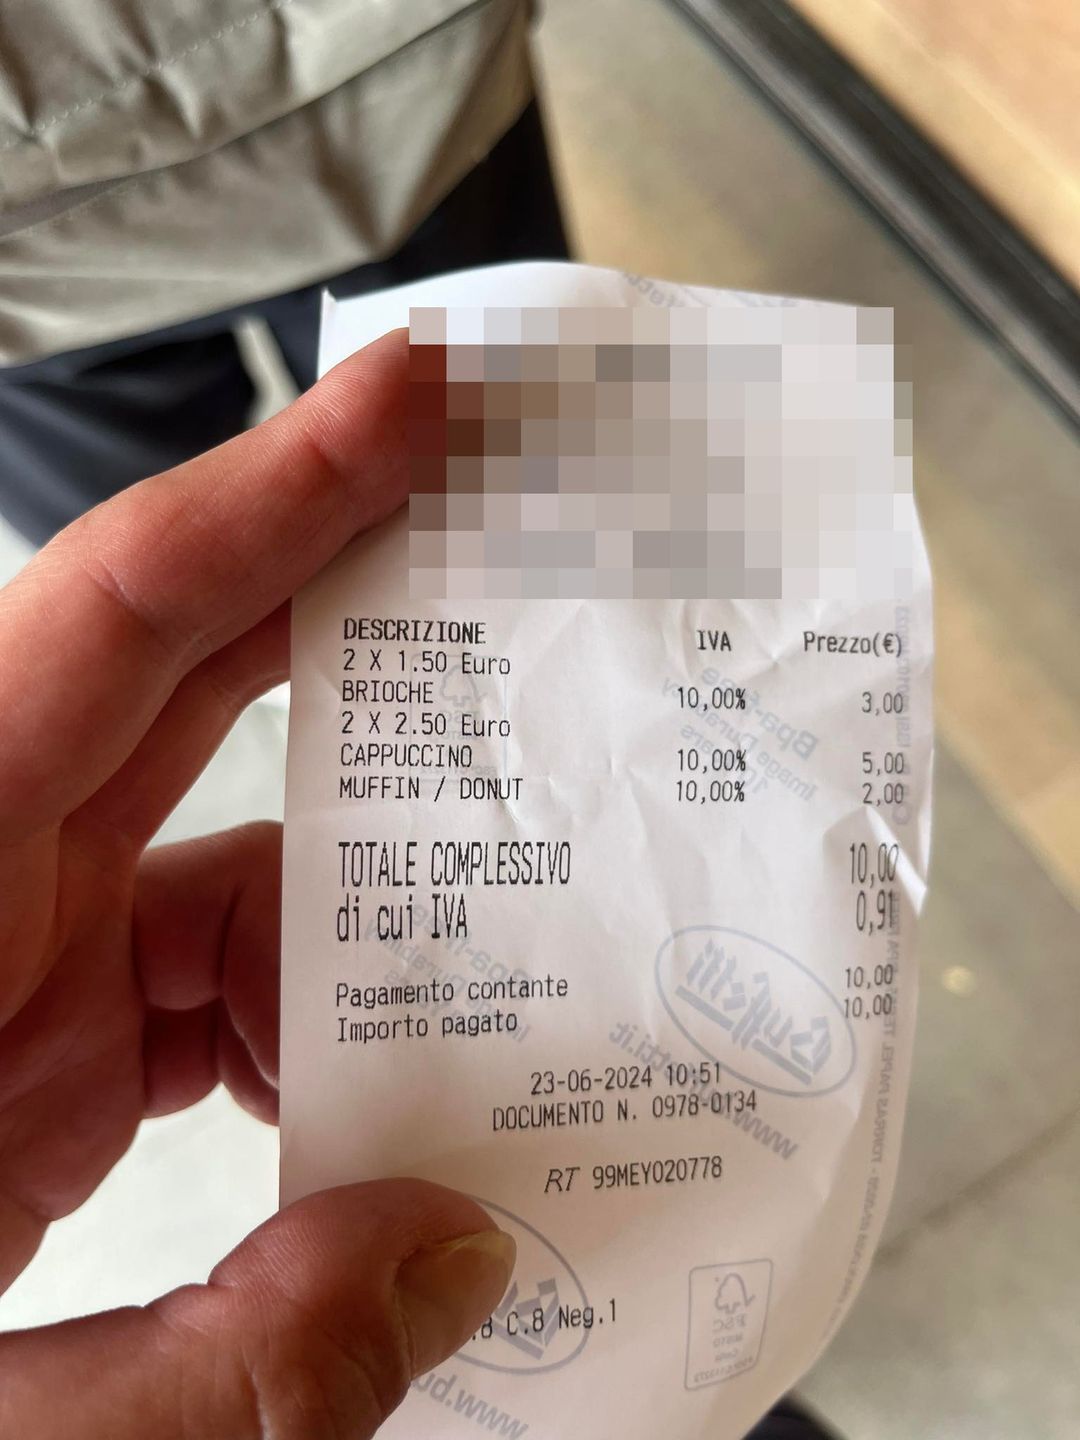 DESCRIZIONE IVA Prezzo(€)
2 X 1.50 Euro
BRIOCHE 10,00% 3,00
2 X 2.50 Euro
CAPPUCCINO 10,00% 5,00
MUFFIN / DONUT 10,00% 2,00
TOTALE COMPLESSIVO 10,00
di cui IVA 0,91
Pagamento contante 10,00
Importo pagato 10,00
23-06-2024 10:51
DOCUMENTO N. 0978-0134
RT 99MEY020778
.8 C.8 Neg.1
FSC